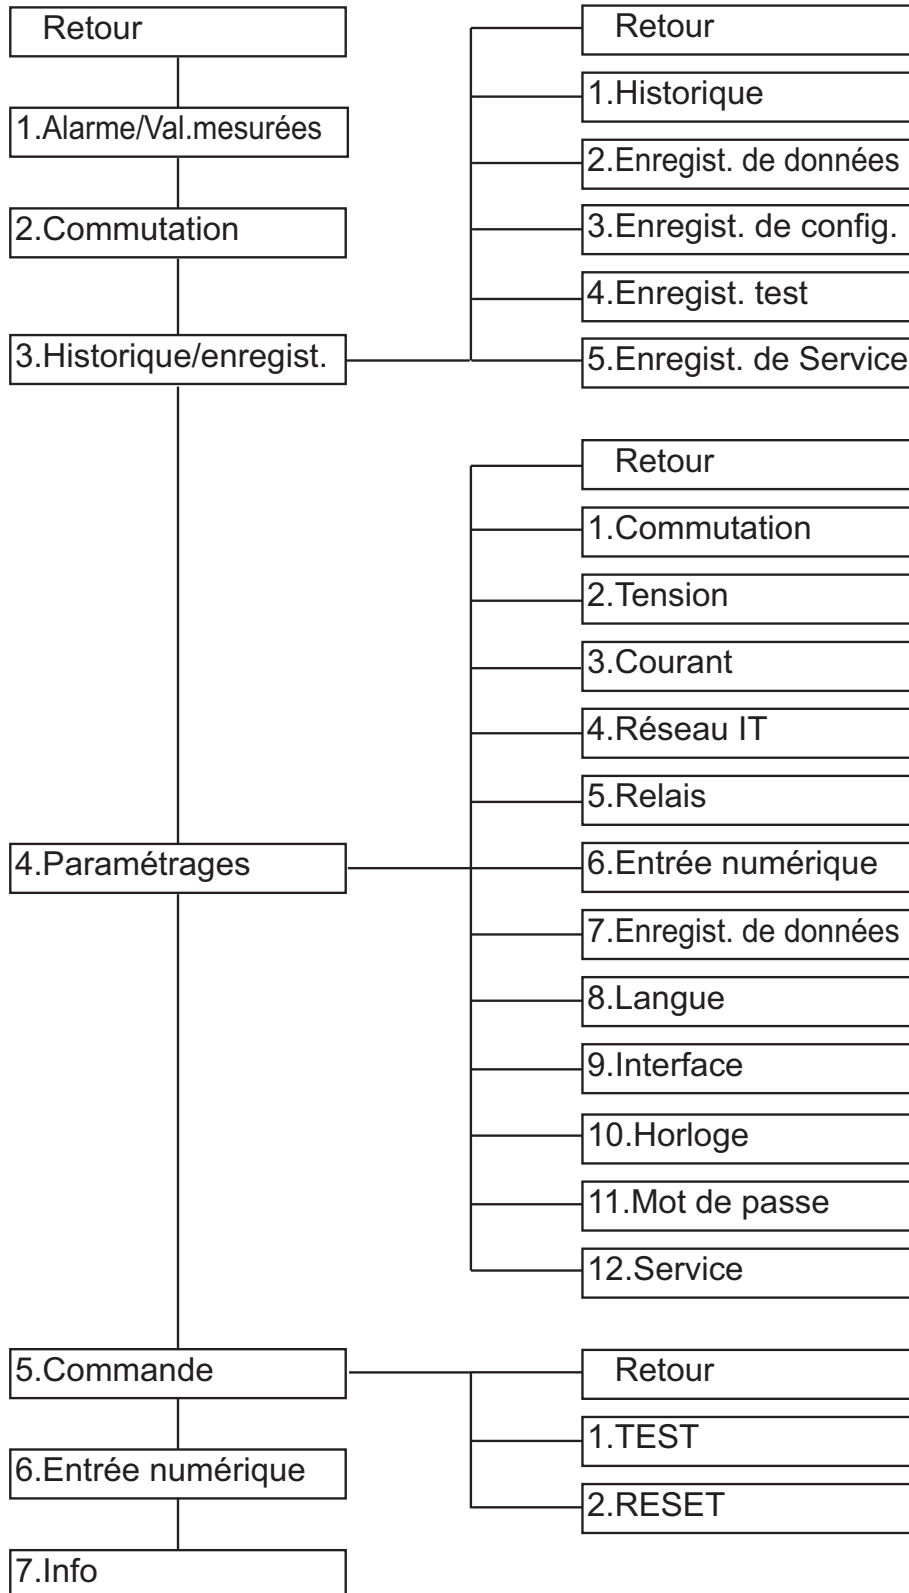 Retour
1.Alarme/Val.mesurées
2.Commutation
3.Historique/enregist.
Retour
1.Historique
2.Enregist. de données
3.Enregist. de config.
4.Enregist. test
5.Enregist. de Service
4.Paramétrages
Retour
1.Commutation
2.Tension
3.Courant
4.Réseau IT
5.Relais
6.Entrée numérique
7.Enregist. de données
8.Langue
9.Interface
10.Horloge
11.Mot de passe
12.Service
5.Commande
Retour
1.TEST
2.RESET
6.Entrée numérique
7.Info